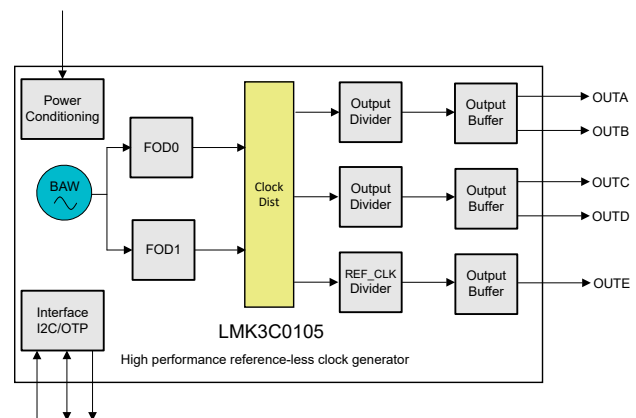 Power
Conditioning
BAW
FOD0
FOD1
Clock
Dist
Output
Divider
Output
Buffer
OUTA
OUTB
Output
Divider
Output
Buffer
OUTC
OUTD
REF_CLK
Divider
Output
Buffer
OUTE
Interface
I2C/OTP
LMK3C0105
High performance reference-less clock generator